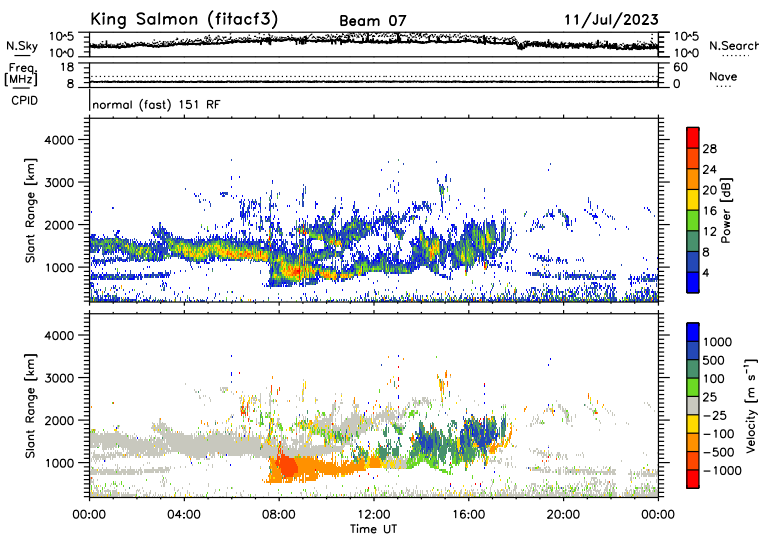 King Salmon (fitacf3) Beam 07 11/Jul/2023
N.Sky 10^5 10^0 10^5 10^0 N.Search
Freq. [MHz] 18 8 60 0 Nave
CPID normal (fast) 151 RF
Slant Range [km] 4000 3000 2000 1000
28 24 20 16 12 8 4 Power [dB]
Slant Range [km] 4000 3000 2000 1000
1000 500 100 25 −25 −100 −500 −1000 Velocity [m s⁻¹]
00:00 04:00 08:00 12:00 16:00 20:00 00:00
Time UT